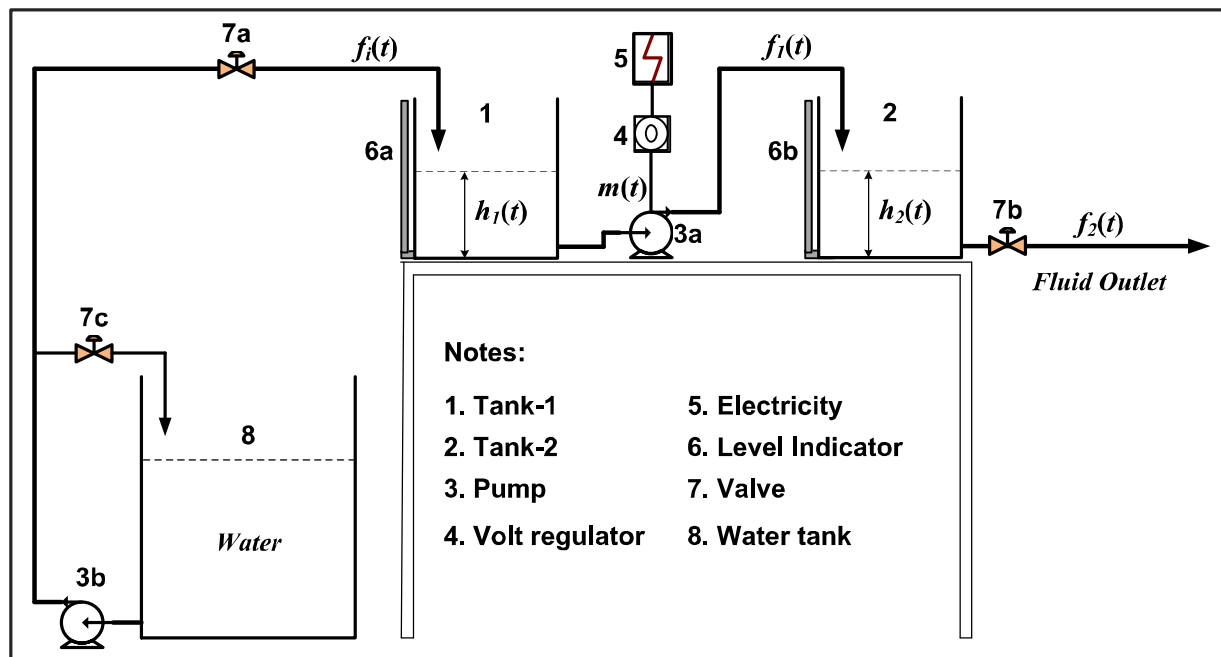 7a
fi(t)
5
f1(t)
1
4
2
6a
6b
m(t)
h1(t)
3a
h2(t)
7b
f2(t)
Fluid Outlet
7c
8
Water
3b
Notes:
1. Tank-1
2. Tank-2
3. Pump
4. Volt regulator
5. Electricity
6. Level Indicator
7. Valve
8. Water tank